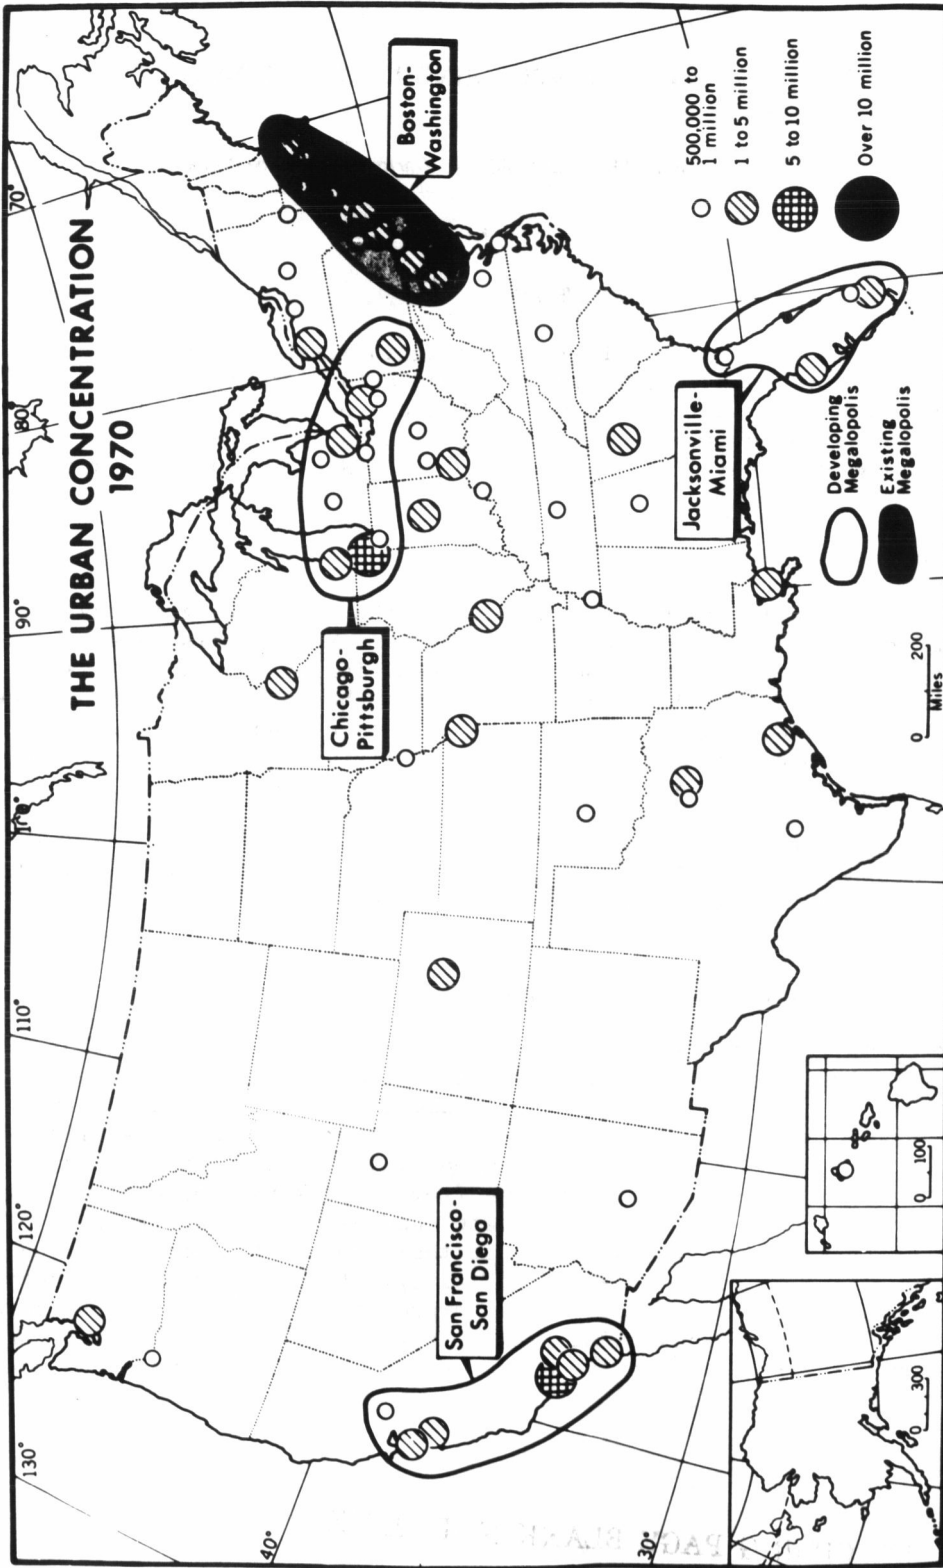 THE URBAN CONCENTRATION
1970
130°
120°
110°
90°
80°
70°
40°
30°
San Francisco-
San Diego
Chicago-
Pittsburgh
Boston-
Washington
Jacksonville-
Miami
500,000 to
1 million
1 to 5 million
5 to 10 million
Over 10 million
Developing
Megalopolis
Existing
Megalopolis
0 200
Miles
0 100
0 300